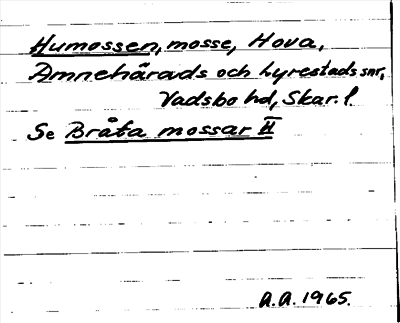 Humossen, mosse, Hova,
Amnehärads och Lyrestads snr,
Vadsbo hd, Skar. l.
Se Bråta mossar II
A.A. 1965.